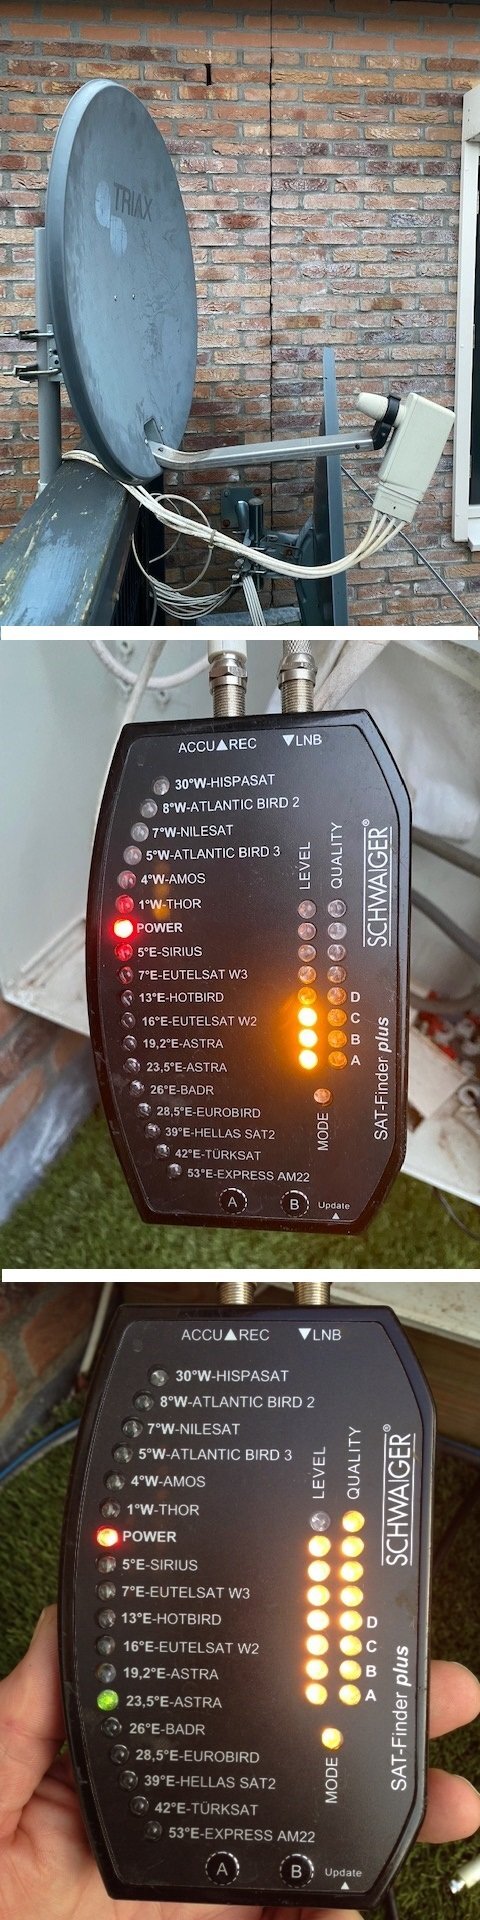 TRIAX
ACCU▲REC ▼LNB
30°W-HISPASAT
8°W-ATLANTIC BIRD 2
7°W-NILESAT
5°W-ATLANTIC BIRD 3
4°W-AMOS
1°W-THOR
POWER
5°E-SIRIUS
7°E-EUTELSAT W3
13°E-HOTBIRD
16°E-EUTELSAT W2
19,2°E-ASTRA
23,5°E-ASTRA
26°E-BADR
28,5°E-EUROBIRD
39°E-HELLAS SAT2
42°E-TÜRKSAT
53°E-EXPRESS AM22
LEVEL
QUALITY
D
C
B
A
MODE
SCHWAIGER®
SAT-Finder plus
A B Update
▲
ACCU▲REC ▼LNB
30°W-HISPASAT
8°W-ATLANTIC BIRD 2
7°W-NILESAT
5°W-ATLANTIC BIRD 3
4°W-AMOS
1°W-THOR
POWER
5°E-SIRIUS
7°E-EUTELSAT W3
13°E-HOTBIRD
16°E-EUTELSAT W2
19,2°E-ASTRA
23,5°E-ASTRA
26°E-BADR
28,5°E-EUROBIRD
39°E-HELLAS SAT2
42°E-TÜRKSAT
53°E-EXPRESS AM22
LEVEL
QUALITY
D
C
B
A
MODE
SCHWAIGER®
SAT-Finder plus
A B Update
▲